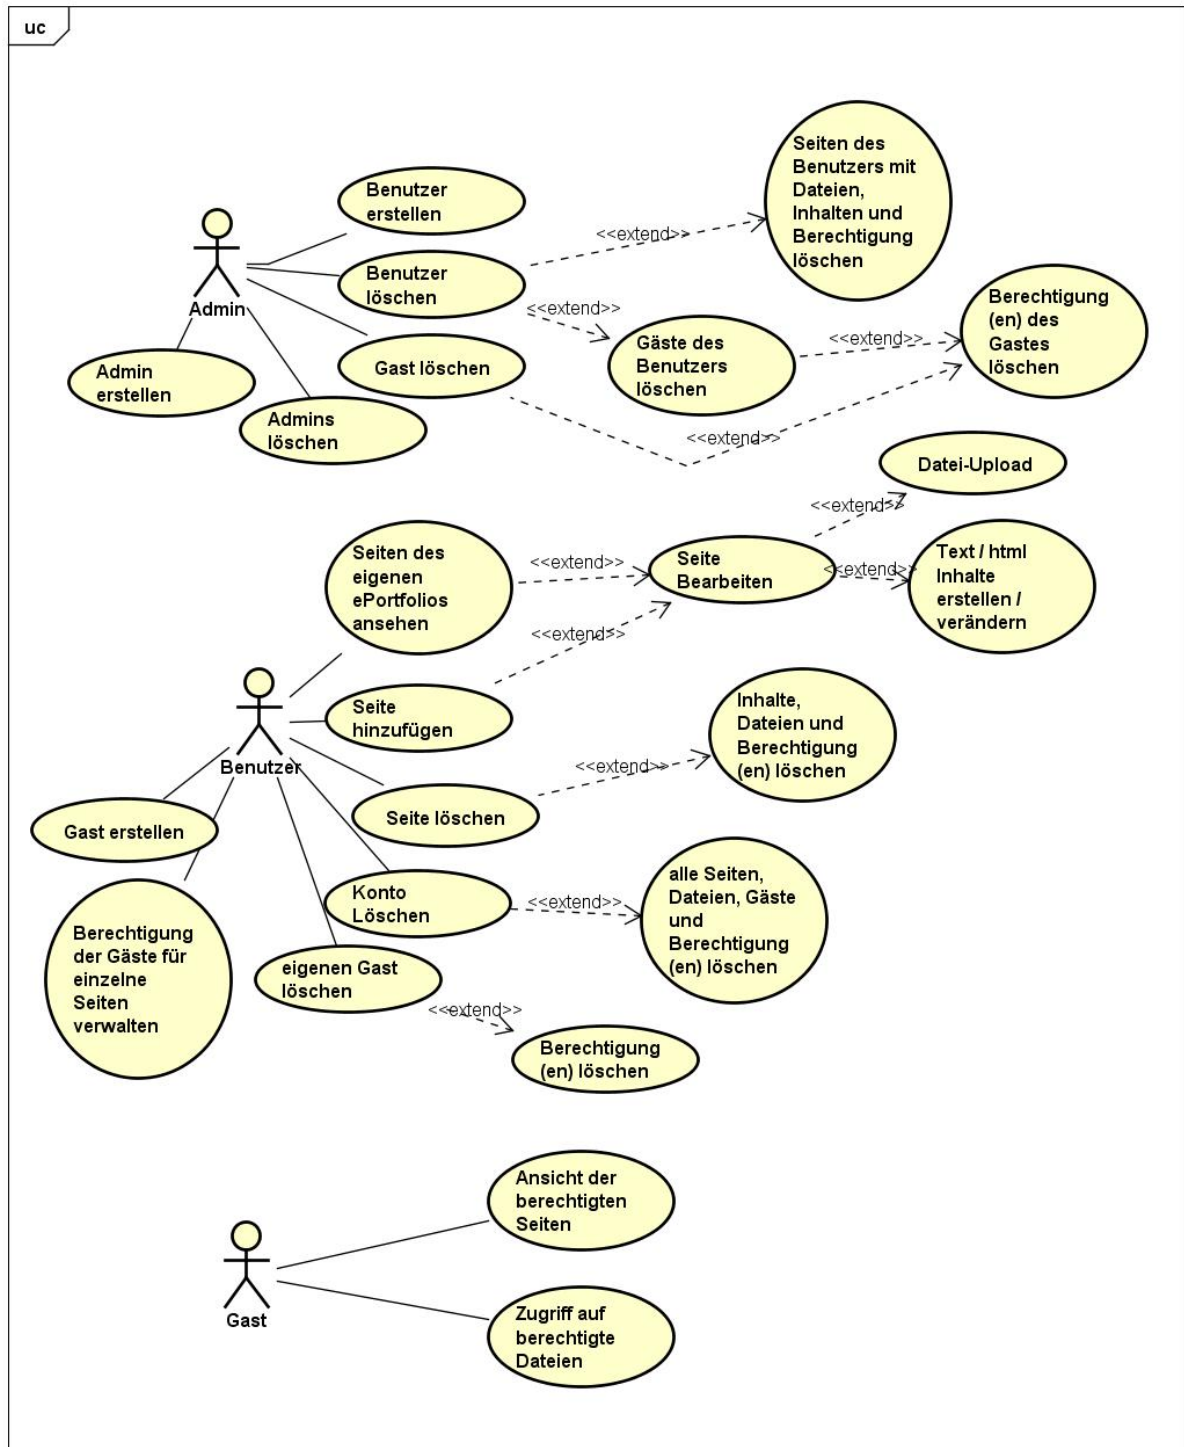 uc
Benutzer
erstellen
Seiten des
Benutzers mit
Dateien,
Inhalten und
Berechtigung
löschen
<<extend>>
Benutzer
löschen
Admin
<<extend>>
Gäste des
Benutzers
löschen
<<extend>>
Berechtigung
(en) des
Gastes
löschen
Gast löschen
Admin
erstellen
Admins
löschen
<<extend>>
Datei-Upload
<<extend>>
Seiten des
eigenen
ePortfolios
ansehen
<<extend>>
Seite
Bearbeiten
<<extend>>
Text / html
Inhalte
erstellen /
verändern
<<extend>>
Seite
hinzufügen
Inhalte,
Dateien und
Berechtigung
(en) löschen
Benutzer
<<extend>>
Seite löschen
Gast erstellen
Konto
Löschen
<<extend>>
alle Seiten,
Dateien, Gäste
und
Berechtigung
(en) löschen
Berechtigung
der Gäste für
einzelne
Seiten
verwalten
eigenen Gast
löschen
<<extend>>
Berechtigung
(en) löschen
Ansicht der
berechtigten
Seiten
Gast
Zugriff auf
berechtigte
Dateien